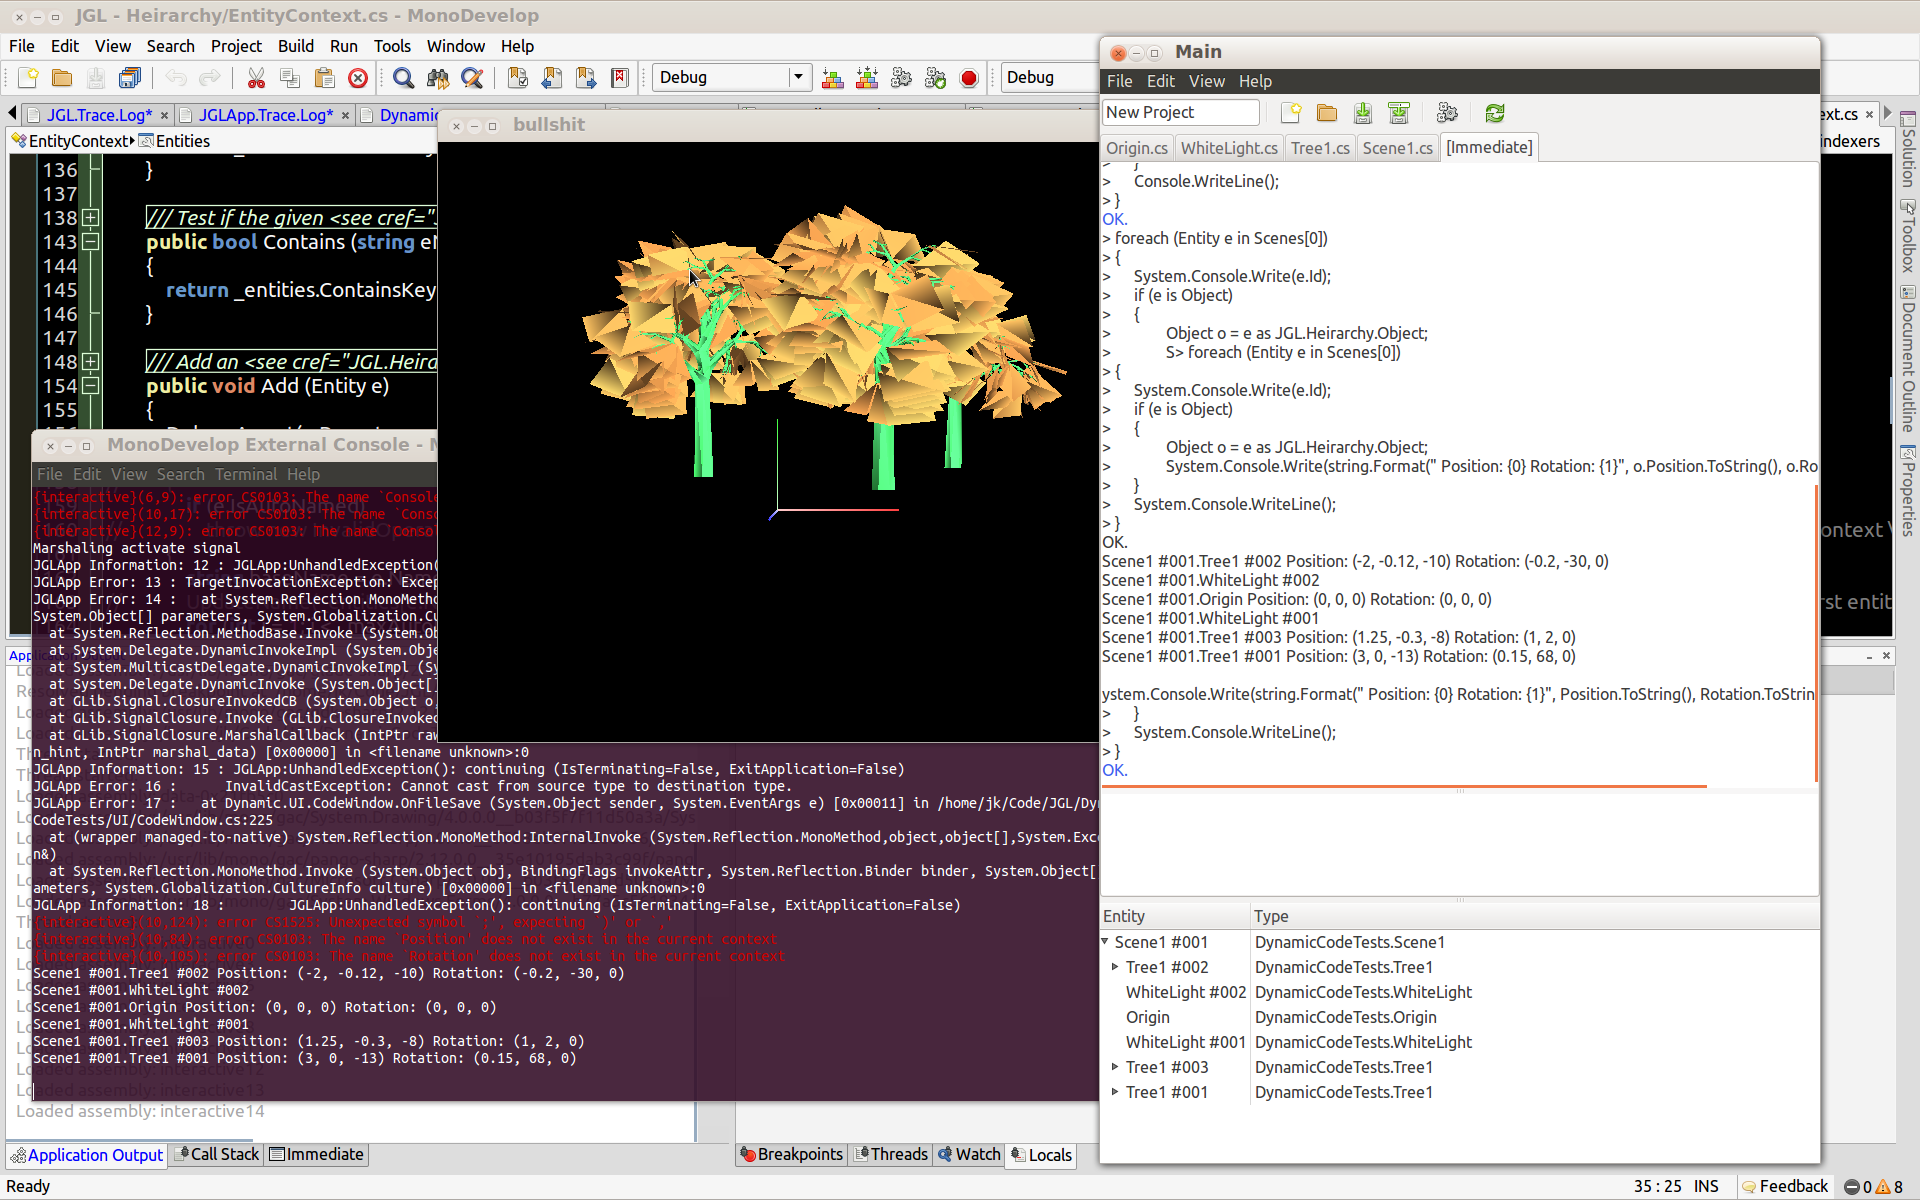 JGL - Heirarchy/EntityContext.cs - MonoDevelop
File Edit View Search Project Build Run Tools Window Help
Debug
Debug
JGL.Trace.Log* × JGLApp.Trace.Log* × Dynamic
ext.cs ×
EntityContext Entities
indexers
136 }
137
138 /// Test if the given <see cref="
143 public bool Contains (string e
144 {
145 return _entities.ContainsKey
146 }
147
148 /// Add an <see cref="JGL.Heira
154 public void Add (Entity e)
155 {
Solution
Toolbox
Document Outline
Properties
ontext
rst entit
bullshit
MonoDevelop External Console - M
File Edit View Search Terminal Help
{interactive}(6,9): error CS0103: The name `Console
{interactive}(10,17): error CS0103: The name `Conso
{interactive}(12,9): error CS0103: The name `Consol
Marshaling activate signal
JGLApp Information: 12 : JGLApp:UnhandledException(
JGLApp Error: 13 : TargetInvocationException: Excep
JGLApp Error: 14 :   at System.Reflection.MonoMetho
System.Object[] parameters, System.Globalization.Cu
at System.Reflection.MethodBase.Invoke (System.Ob
at System.Delegate.DynamicInvokeImpl (System.Obje
at System.MulticastDelegate.DynamicInvokeImpl (Sy
at System.Delegate.DynamicInvoke (System.Object[]
at GLib.Signal.ClosureInvokedCB (System.Object o,
at GLib.SignalClosure.Invoke (GLib.ClosureInvoked
at GLib.SignalClosure.MarshalCallback (IntPtr raw
n_hint, IntPtr marshal_data) [0x00000] in <filename unknown>:0
JGLApp Information: 15 : JGLApp:UnhandledException(): continuing (IsTerminating=False, ExitApplication=False)
JGLApp Error: 16 :      InvalidCastException: Cannot cast from source type to destination type.
JGLApp Error: 17 :   at Dynamic.UI.CodeWindow.OnFileSave (System.Object sender, System.EventArgs e) [0x00011] in /home/jk/Code/JGL/Dy
CodeTests/UI/CodeWindow.cs:225
at (wrapper managed-to-native) System.Reflection.MonoMethod:InternalInvoke (System.Reflection.MonoMethod,object,object[],System.Exc
n&)
at System.Reflection.MonoMethod.Invoke (System.Object obj, BindingFlags invokeAttr, System.Reflection.Binder binder, System.Object[
ameters, System.Globalization.CultureInfo culture) [0x00000] in <filename unknown>:0
JGLApp Information: 18 :        JGLApp:UnhandledException(): continuing (IsTerminating=False, ExitApplication=False)
{interactive}(10,124): error CS1525: Unexpected symbol `;', expecting `)' or `,'
{interactive}(10,84): error CS0103: The name `Position' does not exist in the current context
{interactive}(10,105): error CS0103: The name `Rotation' does not exist in the current context
Scene1 #001.Tree1 #002 Position: (-2, -0.12, -10) Rotation: (-0.2, -30, 0)
Scene1 #001.WhiteLight #002
Scene1 #001.Origin Position: (0, 0, 0) Rotation: (0, 0, 0)
Scene1 #001.WhiteLight #001
Scene1 #001.Tree1 #003 Position: (1.25, -0.3, -8) Rotation: (1, 2, 0)
Scene1 #001.Tree1 #001 Position: (3, 0, -13) Rotation: (0.15, 68, 0)
Loaded assembly: interactive12
Loaded assembly: interactive13
Loaded assembly: interactive14
Application Output Call Stack Immediate
Breakpoints Threads Watch Locals
Ready
35 : 25 INS Feedback 0 8
Main
File Edit View Help
New Project
Origin.cs WhiteLight.cs Tree1.cs Scene1.cs [Immediate]
> }
> Console.WriteLine();
> }
OK.
> foreach (Entity e in Scenes[0])
> {
> System.Console.Write(e.Id);
> if (e is Object)
> {
> Object o = e as JGL.Heirarchy.Object;
> S> foreach (Entity e in Scenes[0])
> {
> System.Console.Write(e.Id);
> if (e is Object)
> {
> Object o = e as JGL.Heirarchy.Object;
> System.Console.Write(string.Format(" Position: {0} Rotation: {1}", o.Position.ToString(), o.Ro
> }
> System.Console.WriteLine();
> }
OK.
Scene1 #001.Tree1 #002 Position: (-2, -0.12, -10) Rotation: (-0.2, -30, 0)
Scene1 #001.WhiteLight #002
Scene1 #001.Origin Position: (0, 0, 0) Rotation: (0, 0, 0)
Scene1 #001.WhiteLight #001
Scene1 #001.Tree1 #003 Position: (1.25, -0.3, -8) Rotation: (1, 2, 0)
Scene1 #001.Tree1 #001 Position: (3, 0, -13) Rotation: (0.15, 68, 0)
ystem.Console.Write(string.Format(" Position: {0} Rotation: {1}", Position.ToString(), Rotation.ToStrin
> }
> System.Console.WriteLine();
> }
OK.
Entity Type
Scene1 #001 DynamicCodeTests.Scene1
Tree1 #002 DynamicCodeTests.Tree1
WhiteLight #002 DynamicCodeTests.WhiteLight
Origin DynamicCodeTests.Origin
WhiteLight #001 DynamicCodeTests.WhiteLight
Tree1 #003 DynamicCodeTests.Tree1
Tree1 #001 DynamicCodeTests.Tree1